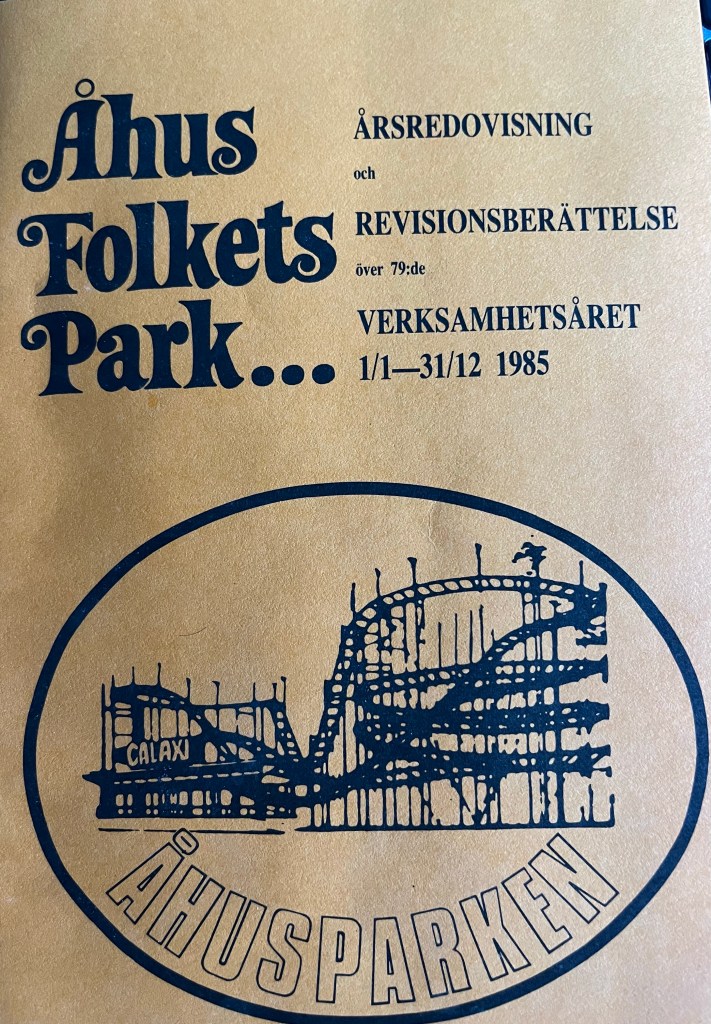 Åhus
Folkets
Park...
ÅRSREDOVISNING
och
REVISIONSBERÄTTELSE
över 79:de
VERKSAMHETSÅRET
1/1—31/12 1985
GALAXI
ÅHUSPARKEN